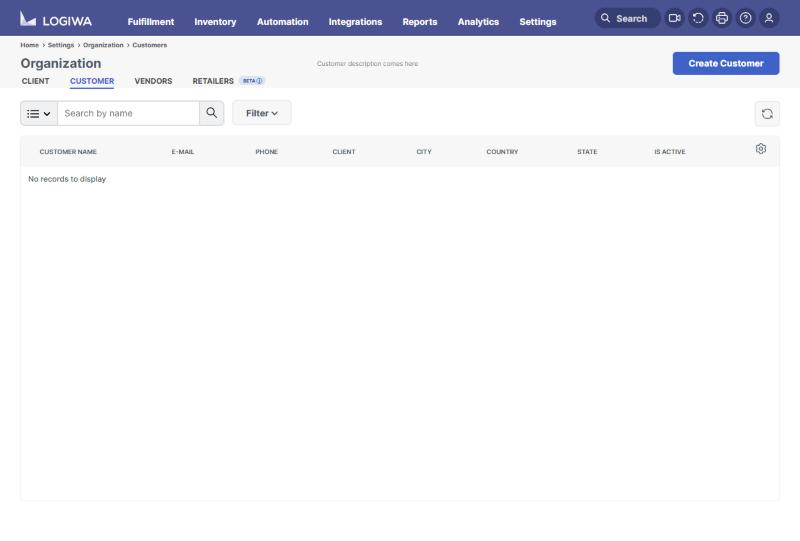 LOGIWA Fulfillment Inventory Automation Integrations Reports Analytics Settings Search
Home > Settings > Organization > Customers
Organization Customer description comes here Create Customer
CLIENT CUSTOMER VENDORS RETAILERS BETA
Search by name Filter
CUSTOMER NAME E-MAIL PHONE CLIENT CITY COUNTRY STATE IS ACTIVE
No records to display